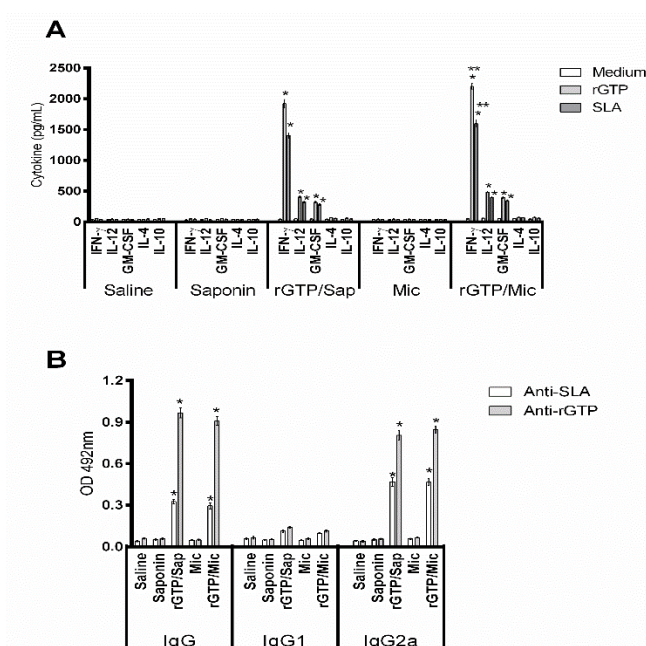 A
2500
2000
1500
1000
500
0
Cytokine (pg/mL)
Medium
rGTP
SLA
* * * * * * ** * ** * * * * *
IFN-γ IL-12 GM-CSF IL-4 IL-10 IFN-γ IL-12 GM-CSF IL-4 IL-10 IFN-γ IL-12 GM-CSF IL-4 IL-10 IFN-γ IL-12 GM-CSF IL-4 IL-10 IFN-γ IL-12 GM-CSF IL-4 IL-10
Saline Saponin rGTP/Sap Mic rGTP/Mic
B
1.2
0.9
0.6
0.3
0.0
OD 492nm
Anti-SLA
Anti-rGTP
* * * * * * * *
Saline Saponin rGTP/Sap Mic rGTP/Mic Saline Saponin rGTP/Sap Mic rGTP/Mic Saline Saponin rGTP/Sap Mic rGTP/Mic
IgG IgG1 IgG2a